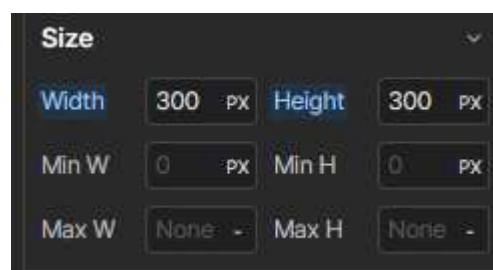 Size
Width 300 PX Height 300 PX
Min W 0 PX Min H 0 PX
Max W None - Max H None -